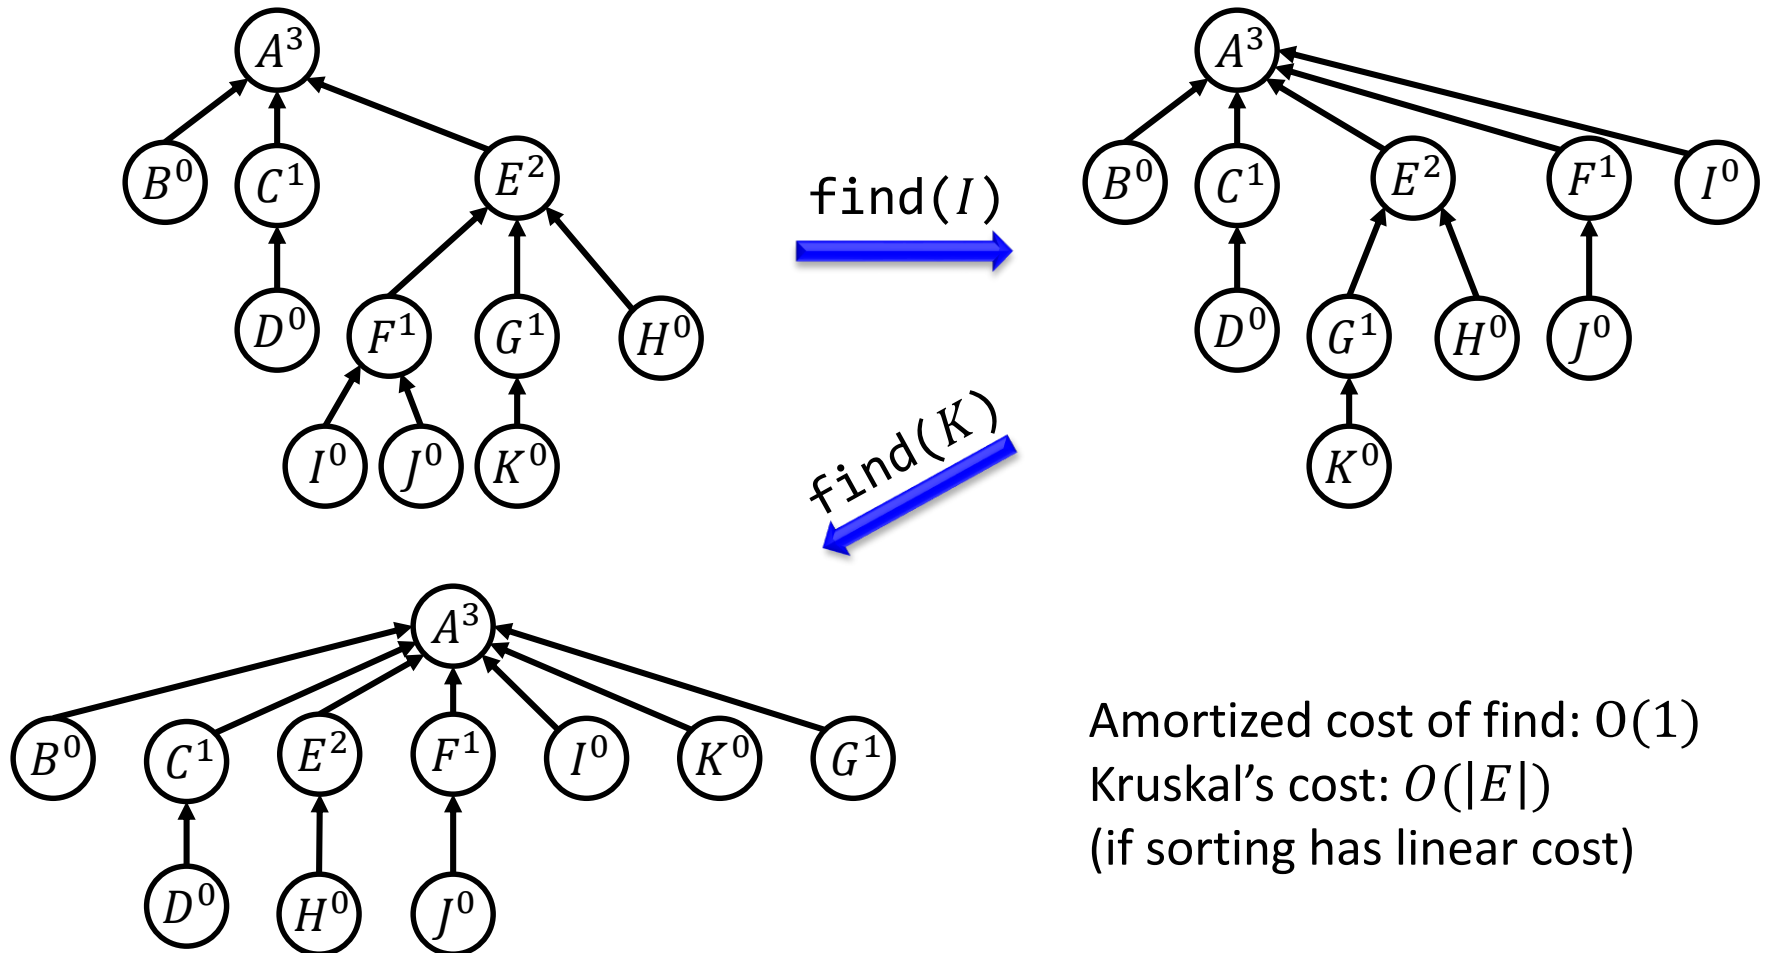 A³
B⁰ C¹ E²
D⁰ F¹ G¹ H⁰
I⁰ J⁰ K⁰
find(I)
A³
B⁰ C¹ E² F¹ I⁰
D⁰ G¹ H⁰ J⁰
K⁰
find(K)
A³
B⁰ C¹ E² F¹ I⁰ K⁰ G¹
D⁰ H⁰ J⁰
Amortized cost of find: O(1)
Kruskal’s cost: O(|E|)
(if sorting has linear cost)